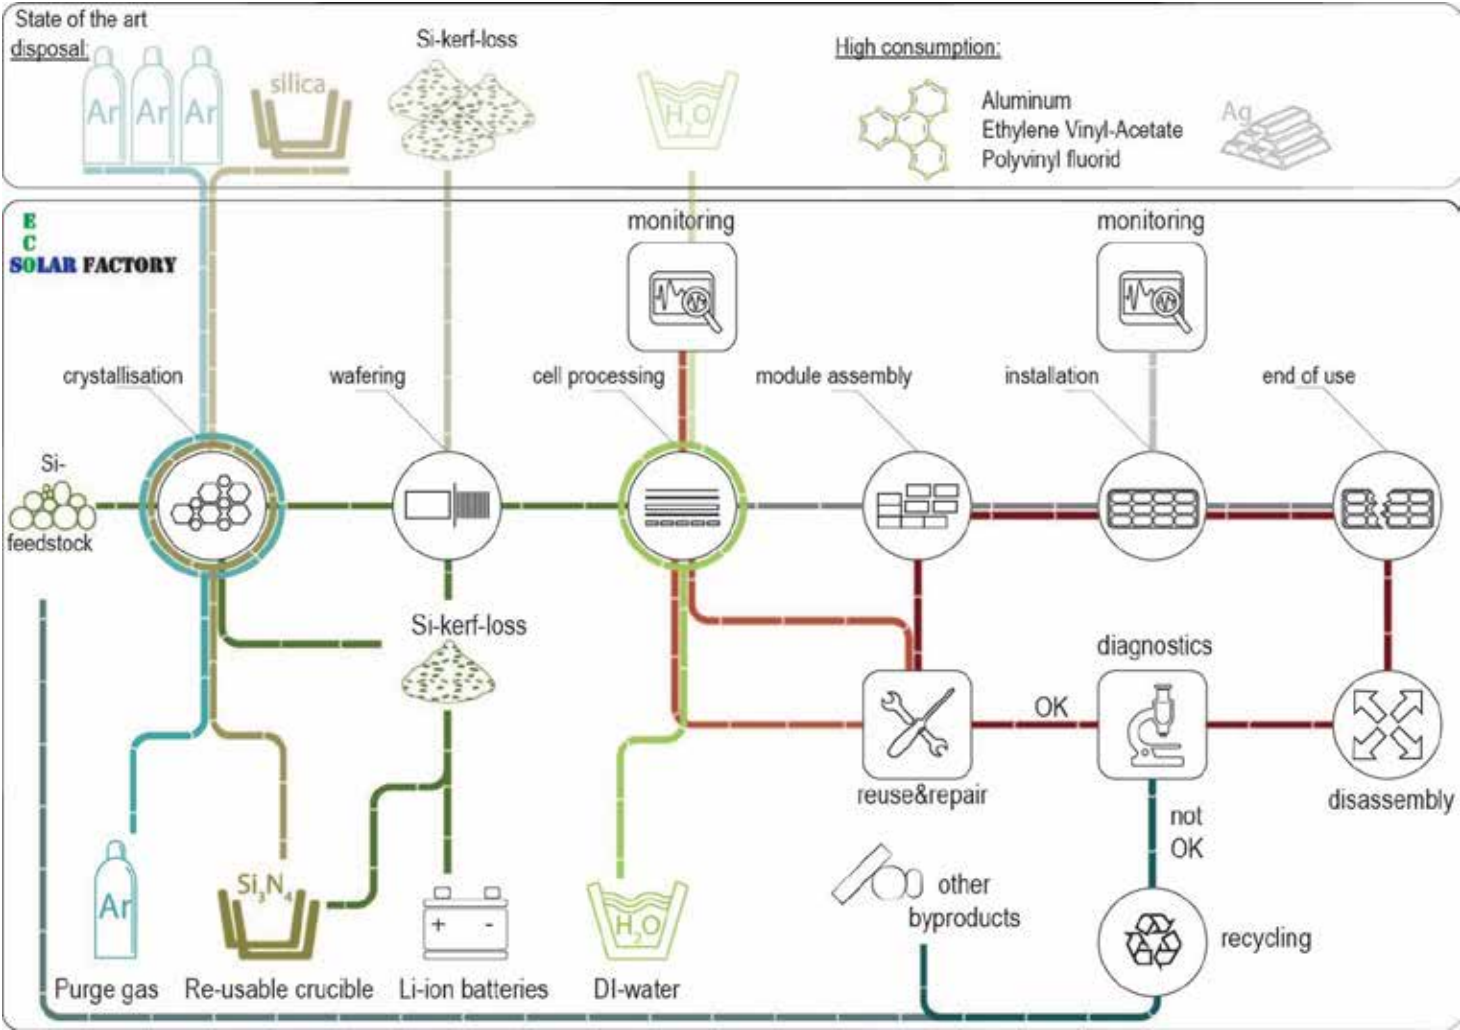 State of the art
disposal:
Ar Ar Ar
silica
Si-kerf-loss
H₂O
High consumption:
Aluminum
Ethylene Vinyl-Acetate
Polyvinyl fluorid
Ag
E
C
SOLAR FACTORY
monitoring
monitoring
crystallisation
wafering
cell processing
module assembly
installation
end of use
Si-
feedstock
Si-kerf-loss
diagnostics
OK
reuse&repair
disassembly
not
OK
Ar
Si₃N₄
+ -
H₂O
other
byproducts
recycling
Purge gas
Re-usable crucible
Li-ion batteries
DI-water